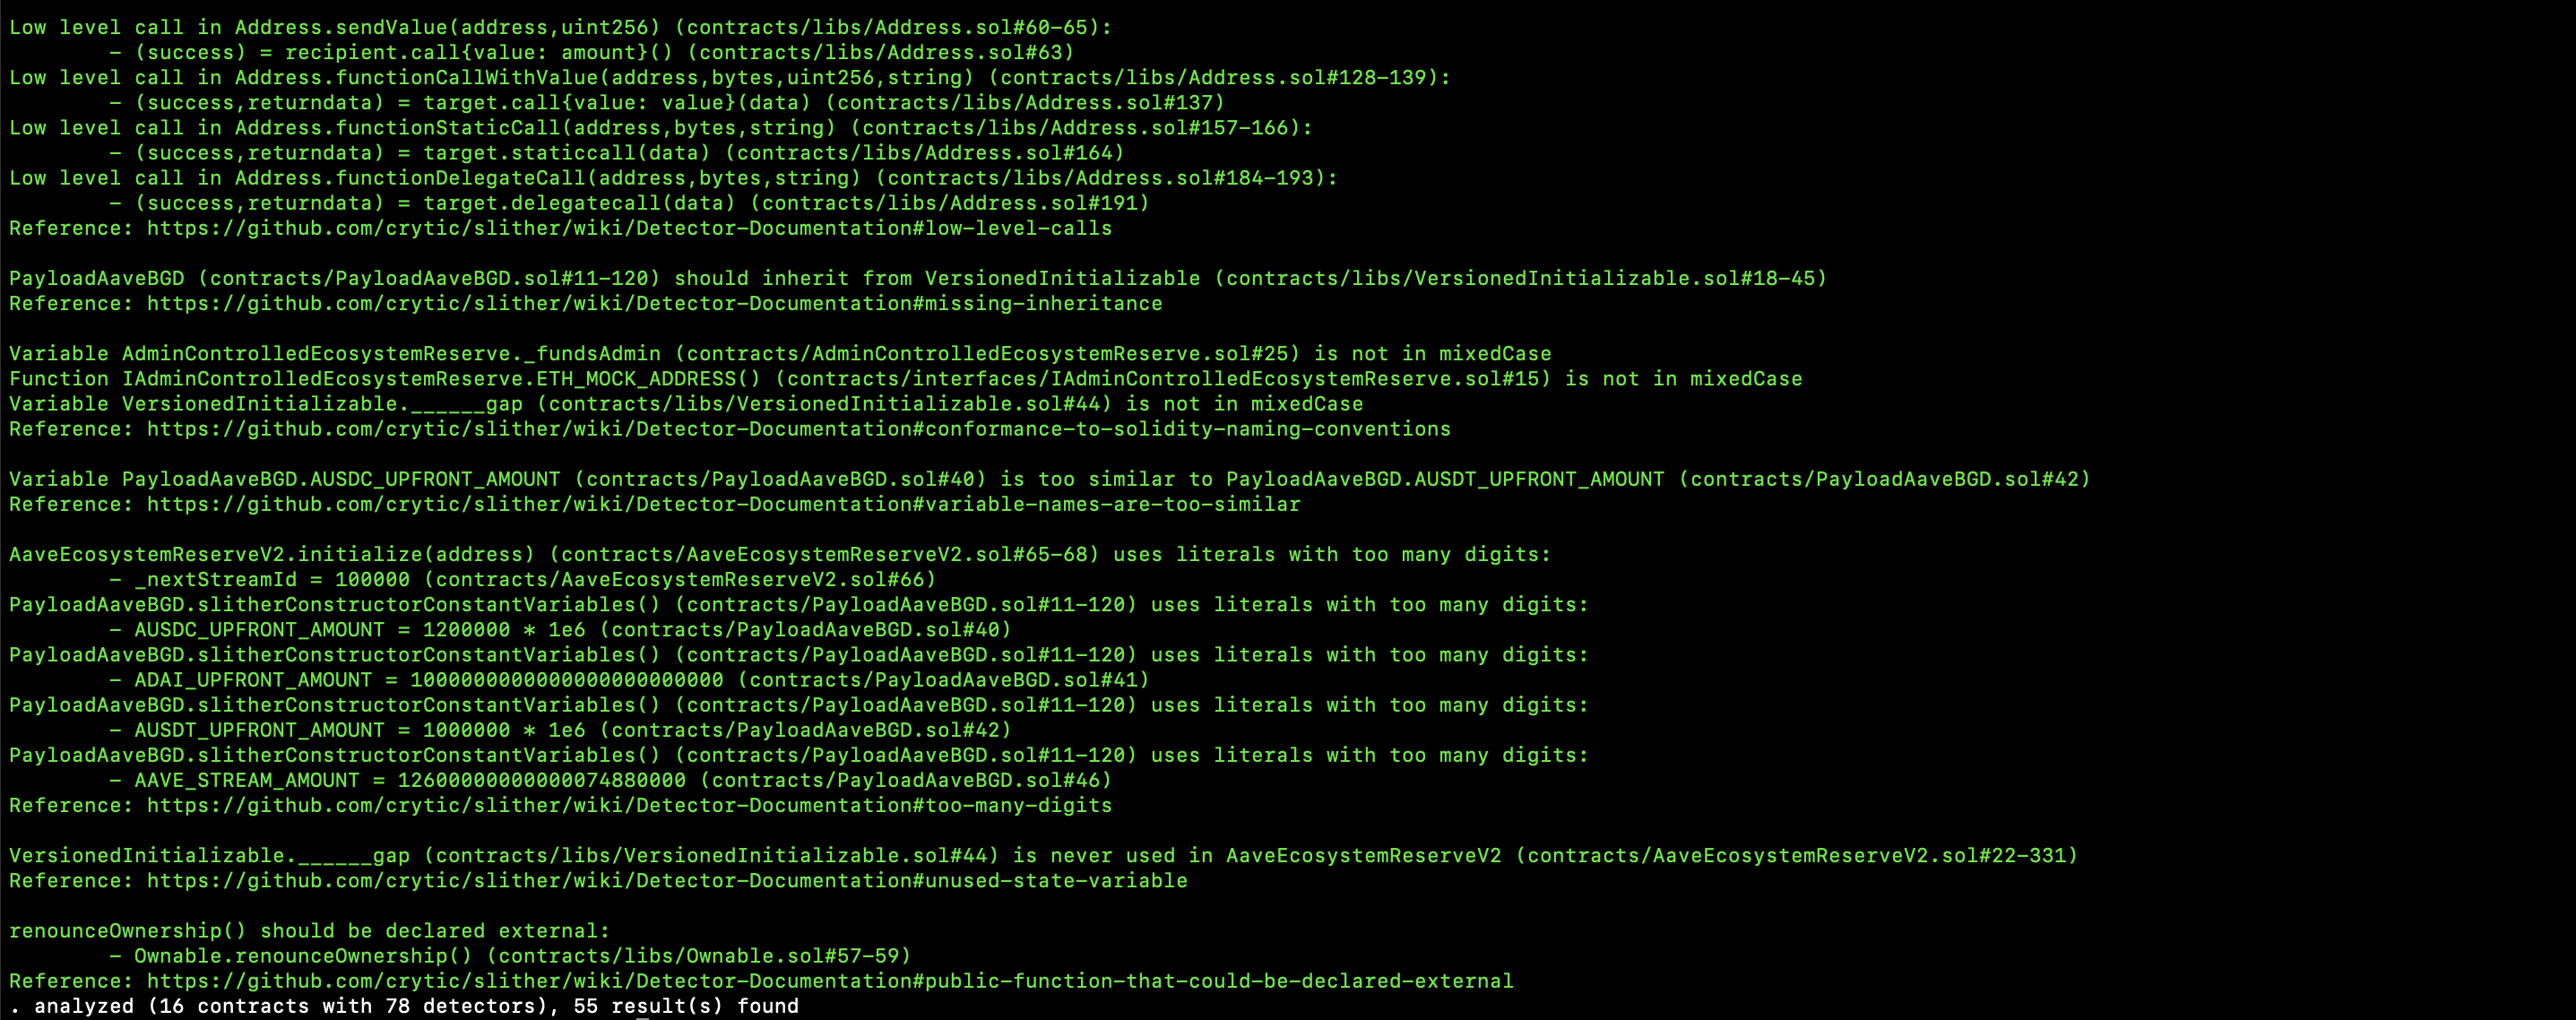 Low level call in Address.sendValue(address,uint256) (contracts/libs/Address.sol#60-65):
- (success) = recipient.call{value: amount}() (contracts/libs/Address.sol#63)
Low level call in Address.functionCallWithValue(address,bytes,uint256,string) (contracts/libs/Address.sol#128-139):
- (success,returndata) = target.call{value: value}(data) (contracts/libs/Address.sol#137)
Low level call in Address.functionStaticCall(address,bytes,string) (contracts/libs/Address.sol#157-166):
- (success,returndata) = target.staticcall(data) (contracts/libs/Address.sol#164)
Low level call in Address.functionDelegateCall(address,bytes,string) (contracts/libs/Address.sol#184-193):
- (success,returndata) = target.delegatecall(data) (contracts/libs/Address.sol#191)
Reference: https://github.com/crytic/slither/wiki/Detector-Documentation#low-level-calls
PayloadAaveBGD (contracts/PayloadAaveBGD.sol#11-120) should inherit from VersionedInitializable (contracts/libs/VersionedInitializable.sol#18-45)
Reference: https://github.com/crytic/slither/wiki/Detector-Documentation#missing-inheritance
Variable AdminControlledEcosystemReserve._fundsAdmin (contracts/AdminControlledEcosystemReserve.sol#25) is not in mixedCase
Function IAdminControlledEcosystemReserve.ETH_MOCK_ADDRESS() (contracts/interfaces/IAdminControlledEcosystemReserve.sol#15) is not in mixedCase
Variable VersionedInitializable.______gap (contracts/libs/VersionedInitializable.sol#44) is not in mixedCase
Reference: https://github.com/crytic/slither/wiki/Detector-Documentation#conformance-to-solidity-naming-conventions
Variable PayloadAaveBGD.AUSDC_UPFRONT_AMOUNT (contracts/PayloadAaveBGD.sol#40) is too similar to PayloadAaveBGD.AUSDT_UPFRONT_AMOUNT (contracts/PayloadAaveBGD.sol#42)
Reference: https://github.com/crytic/slither/wiki/Detector-Documentation#variable-names-are-too-similar
AaveEcosystemReserveV2.initialize(address) (contracts/AaveEcosystemReserveV2.sol#65-68) uses literals with too many digits:
- _nextStreamId = 100000 (contracts/AaveEcosystemReserveV2.sol#66)
PayloadAaveBGD.slitherConstructorConstantVariables() (contracts/PayloadAaveBGD.sol#11-120) uses literals with too many digits:
- AUSDC_UPFRONT_AMOUNT = 1200000 * 1e6 (contracts/PayloadAaveBGD.sol#40)
PayloadAaveBGD.slitherConstructorConstantVariables() (contracts/PayloadAaveBGD.sol#11-120) uses literals with too many digits:
- ADAI_UPFRONT_AMOUNT = 1000000000000000000000000 (contracts/PayloadAaveBGD.sol#41)
PayloadAaveBGD.slitherConstructorConstantVariables() (contracts/PayloadAaveBGD.sol#11-120) uses literals with too many digits:
- AUSDT_UPFRONT_AMOUNT = 1000000 * 1e6 (contracts/PayloadAaveBGD.sol#42)
PayloadAaveBGD.slitherConstructorConstantVariables() (contracts/PayloadAaveBGD.sol#11-120) uses literals with too many digits:
- AAVE_STREAM_AMOUNT = 12600000000000074880000 (contracts/PayloadAaveBGD.sol#46)
Reference: https://github.com/crytic/slither/wiki/Detector-Documentation#too-many-digits
VersionedInitializable.______gap (contracts/libs/VersionedInitializable.sol#44) is never used in AaveEcosystemReserveV2 (contracts/AaveEcosystemReserveV2.sol#22-331)
Reference: https://github.com/crytic/slither/wiki/Detector-Documentation#unused-state-variable
renounceOwnership() should be declared external:
- Ownable.renounceOwnership() (contracts/libs/Ownable.sol#57-59)
Reference: https://github.com/crytic/slither/wiki/Detector-Documentation#public-function-that-could-be-declared-external
. analyzed (16 contracts with 78 detectors), 55 result(s) found